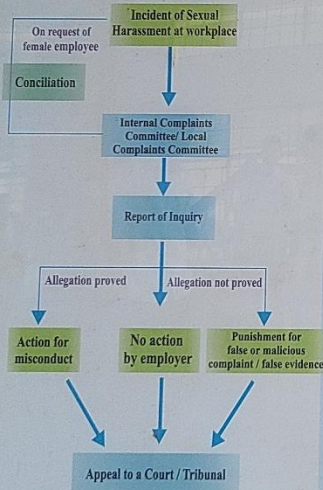 Incident of Sexual
Harassment at workplace
On request of
female employee
Conciliation
Internal Complaints
Committee/ Local
Complaints Committee
Report of Inquiry
Allegation proved
Allegation not proved
Action for
misconduct
No action
by employer
Punishment for
false or malicious
complaint / false evidence
Appeal to a Court / Tribunal